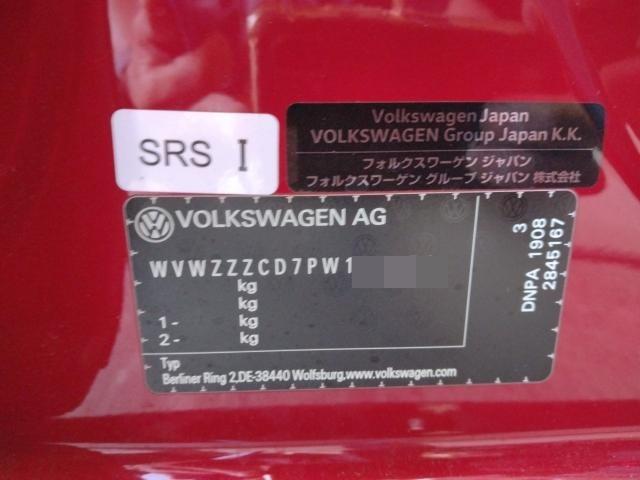 SRS I
Volkswagen Japan
VOLKSWAGEN Group Japan K.K.
フォルクスワーゲン ジャパン
フォルクスワーゲン グループ ジャパン 株式会社
VOLKSWAGEN AG
WVWZZZCD7PW1
kg
kg
1 - kg
2 - kg
Typ
Berliner Ring 2,DE-38440 Wolfsburg,www.volkswagen.com
3
DNPA 1908
2845167